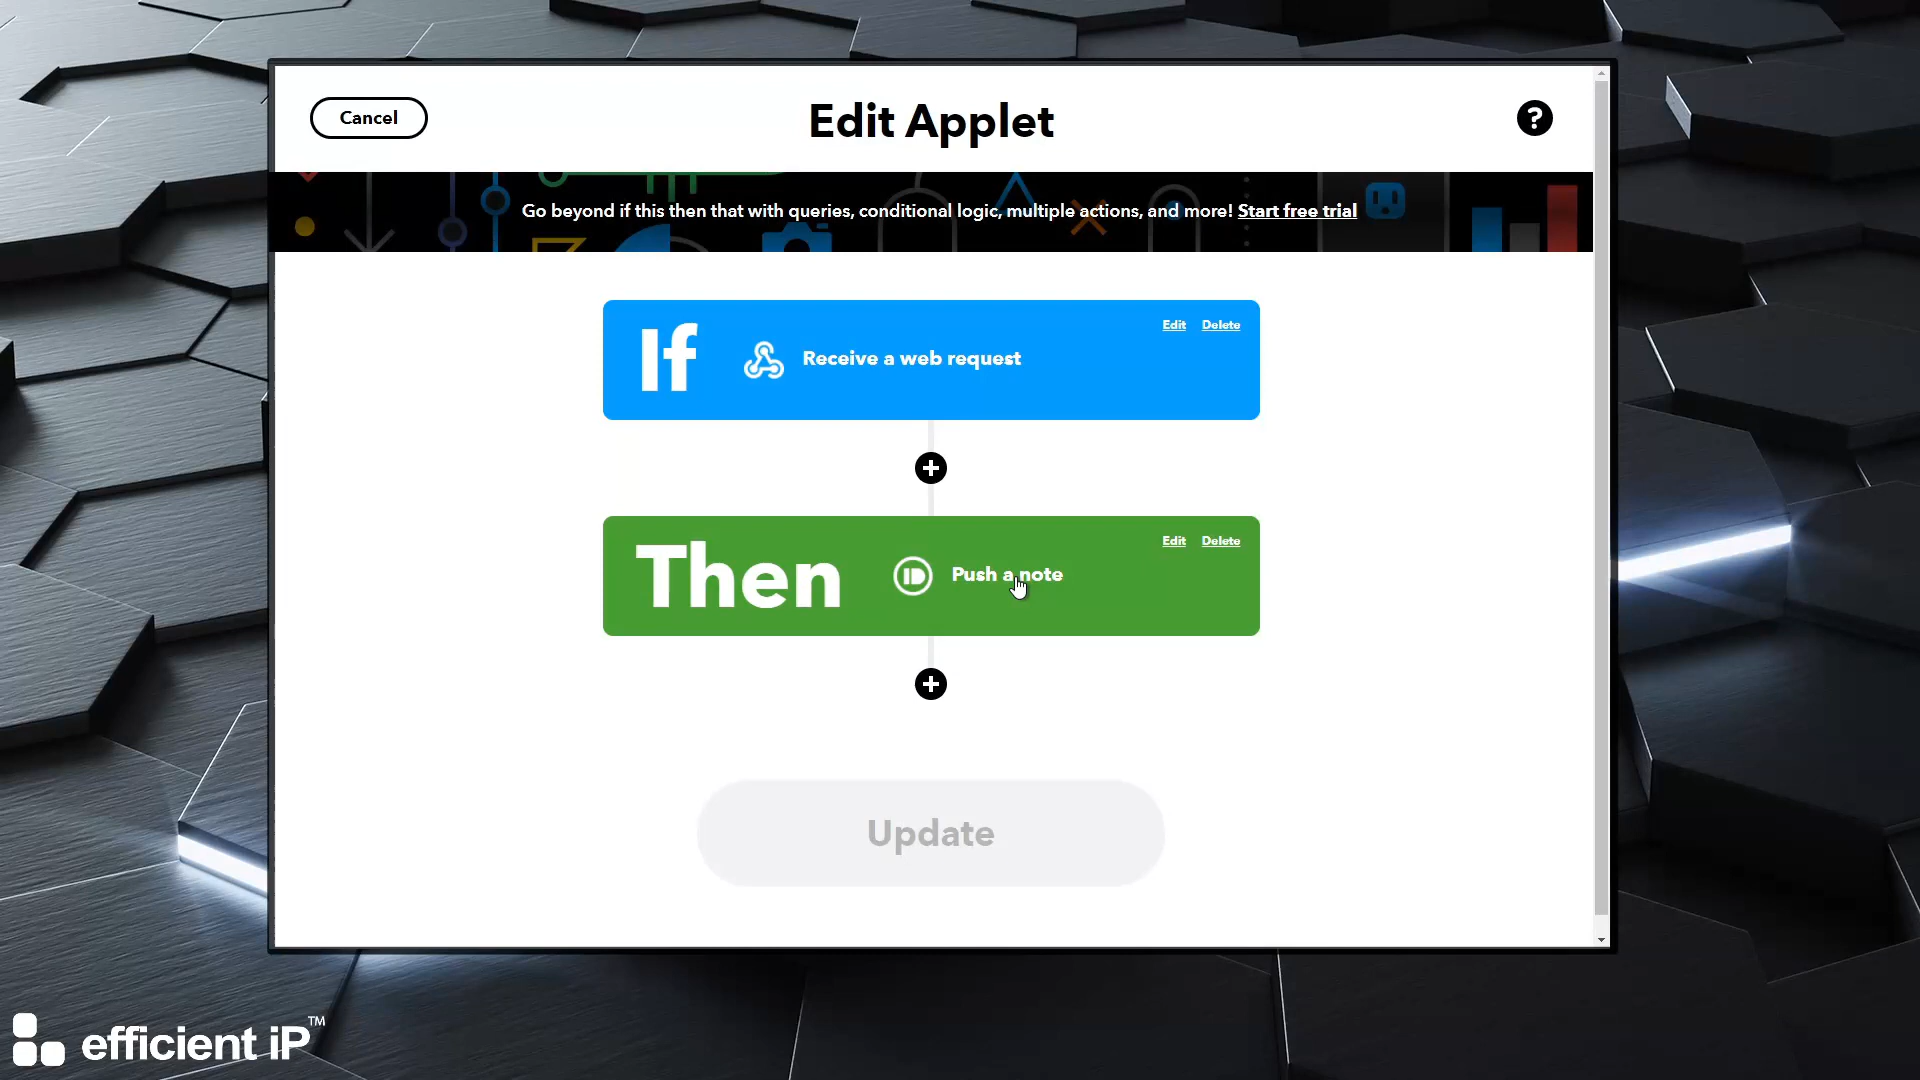 Cancel
Edit Applet
?
Go beyond if this then that with queries, conditional logic, multiple actions, and more! Start free trial
Edit Delete
If Receive a web request
Edit Delete
Then Push a note
Update
efficient iP™